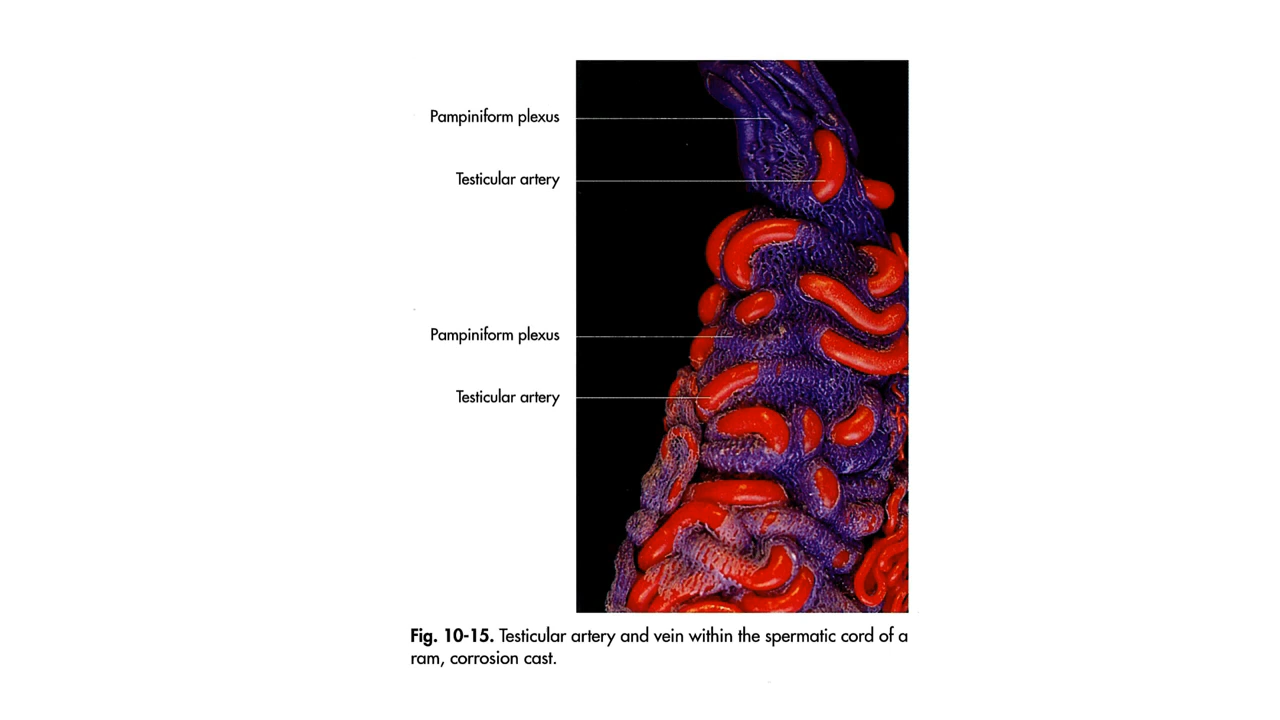 Pampiniform plexus
Testicular artery
Pampiniform plexus
Testicular artery
Fig. 10-15. Testicular artery and vein within the spermatic cord of a
ram, corrosion cast.